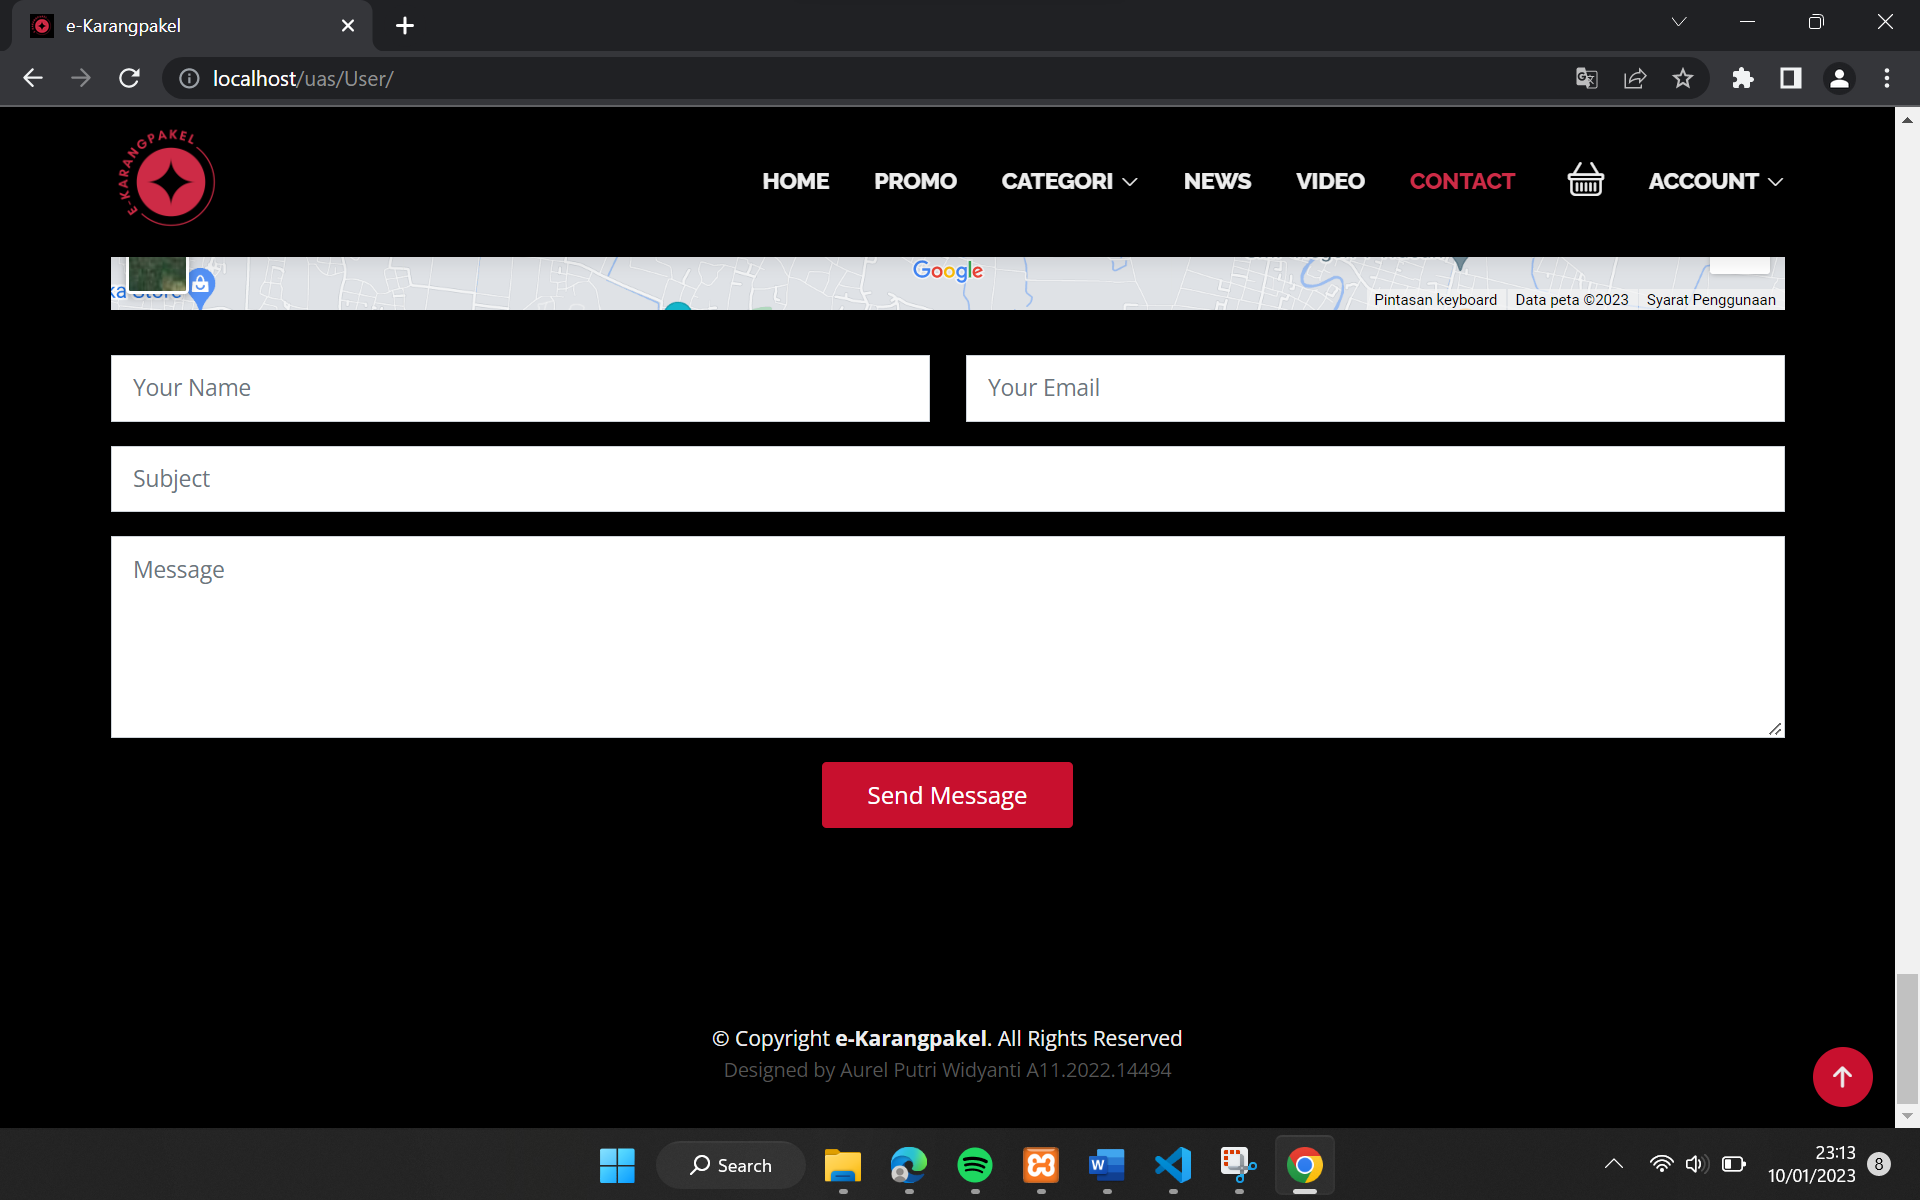 e-Karangpakel
localhost/uas/User/
E-KARANGPAKEL
HOME PROMO CATEGORI NEWS VIDEO CONTACT ACCOUNT
Google
Pintasan keyboard Data peta ©2023 Syarat Penggunaan
Your Name Your Email
Subject
Message
Send Message
© Copyright e-Karangpakel. All Rights Reserved
Designed by Aurel Putri Widyanti A11.2022.14494
Search
23:13
10/01/2023 8